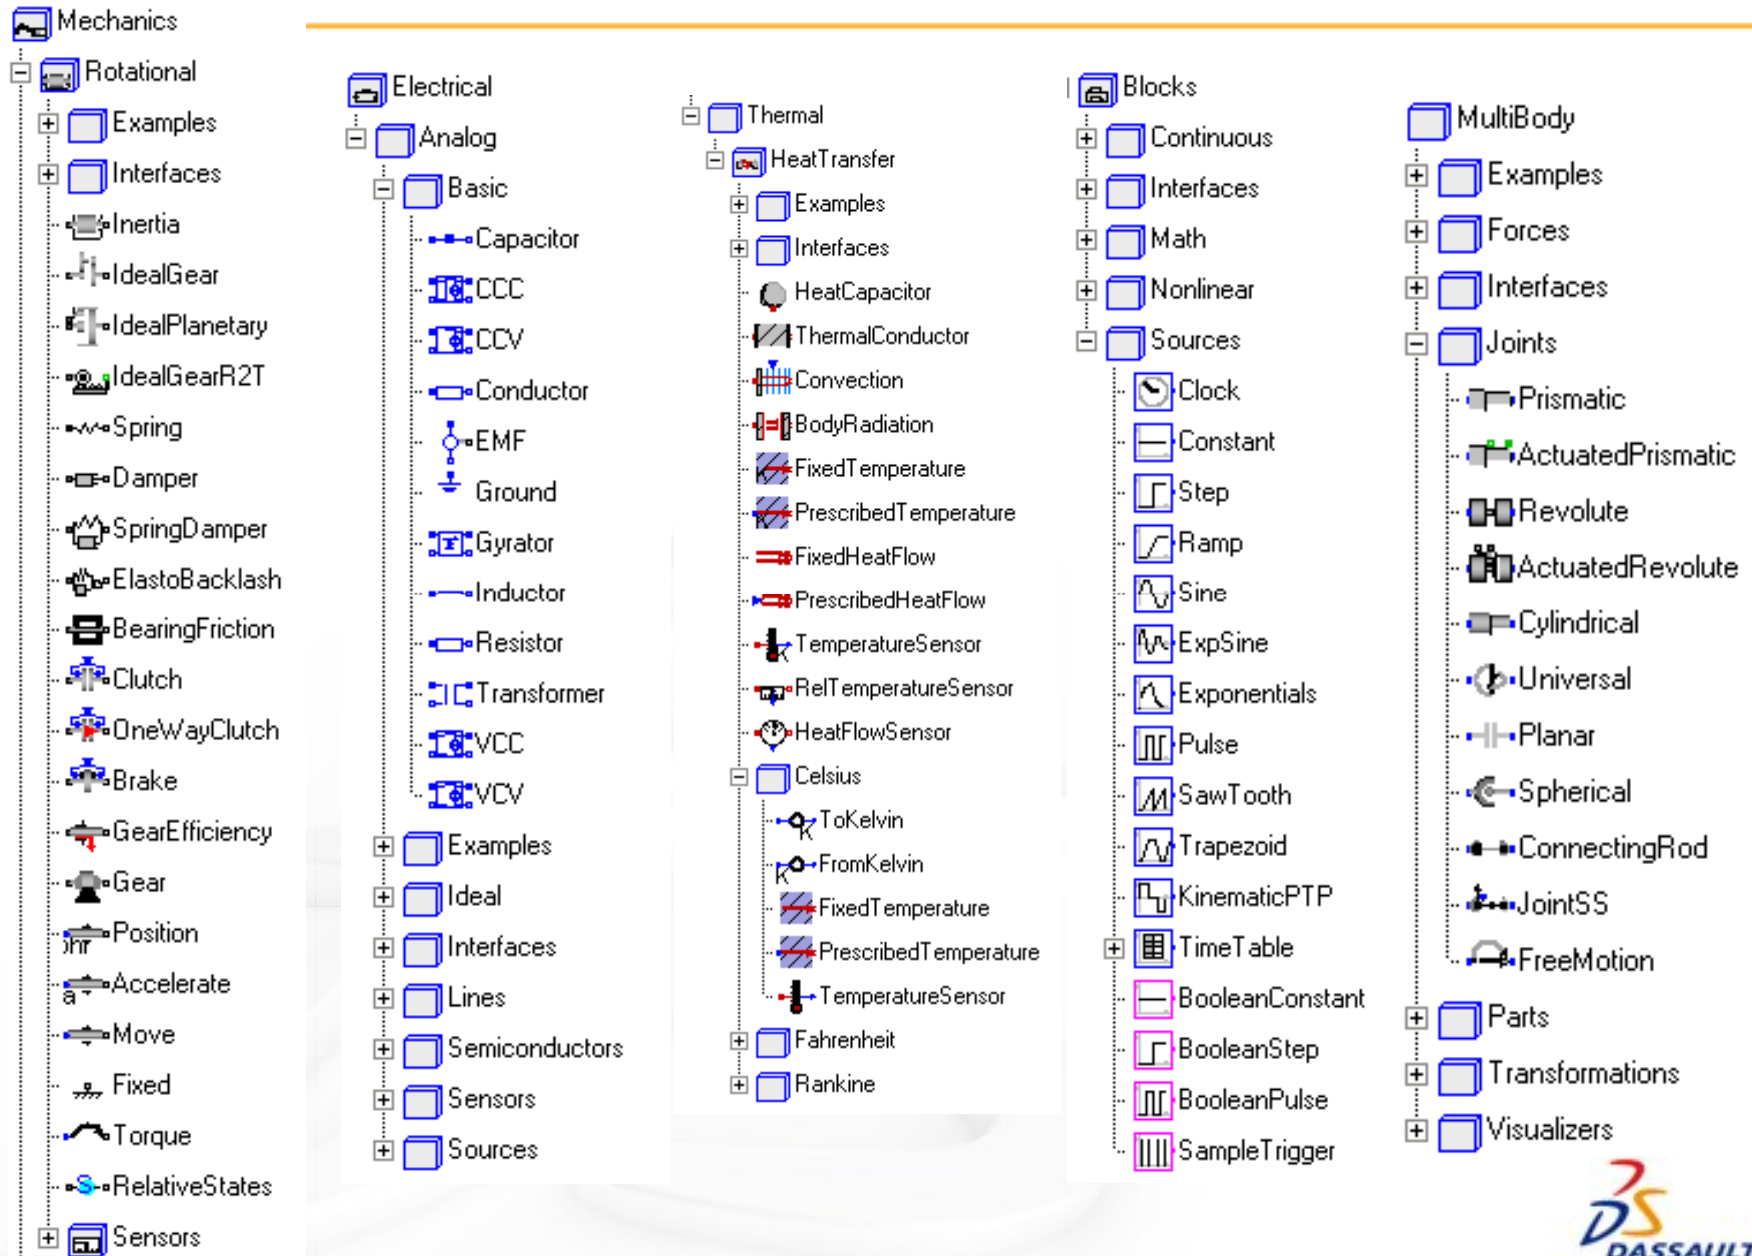 Mechanics
Rotational
Examples
Interfaces
Inertia
IdealGear
IdealPlanetary
IdealGearR2T
Spring
Damper
SpringDamper
ElastoBacklash
BearingFriction
Clutch
OneWayClutch
Brake
GearEfficiency
Gear
Position
Accelerate
Move
Fixed
Torque
RelativeStates
Sensors
Electrical
Analog
Basic
Capacitor
CCC
CCV
Conductor
EMF
Ground
Gyrator
Inductor
Resistor
Transformer
VCC
VCV
Examples
Ideal
Interfaces
Lines
Semiconductors
Sensors
Sources
Thermal
HeatTransfer
Examples
Interfaces
HeatCapacitor
ThermalConductor
Convection
BodyRadiation
FixedTemperature
PrescribedTemperature
FixedHeatFlow
PrescribedHeatFlow
TemperatureSensor
RelTemperatureSensor
HeatFlowSensor
Celsius
ToKelvin
FromKelvin
FixedTemperature
PrescribedTemperature
TemperatureSensor
Fahrenheit
Rankine
Blocks
Continuous
Interfaces
Math
Nonlinear
Sources
Clock
Constant
Step
Ramp
Sine
ExpSine
Exponentials
Pulse
SawTooth
Trapezoid
KinematicPTP
TimeTable
BooleanConstant
BooleanStep
BooleanPulse
SampleTrigger
MultiBody
Examples
Forces
Interfaces
Joints
Prismatic
ActuatedPrismatic
Revolute
ActuatedRevolute
Cylindrical
Universal
Planar
Spherical
ConnectingRod
JointSS
FreeMotion
Parts
Transformations
Visualizers
DASSAULT